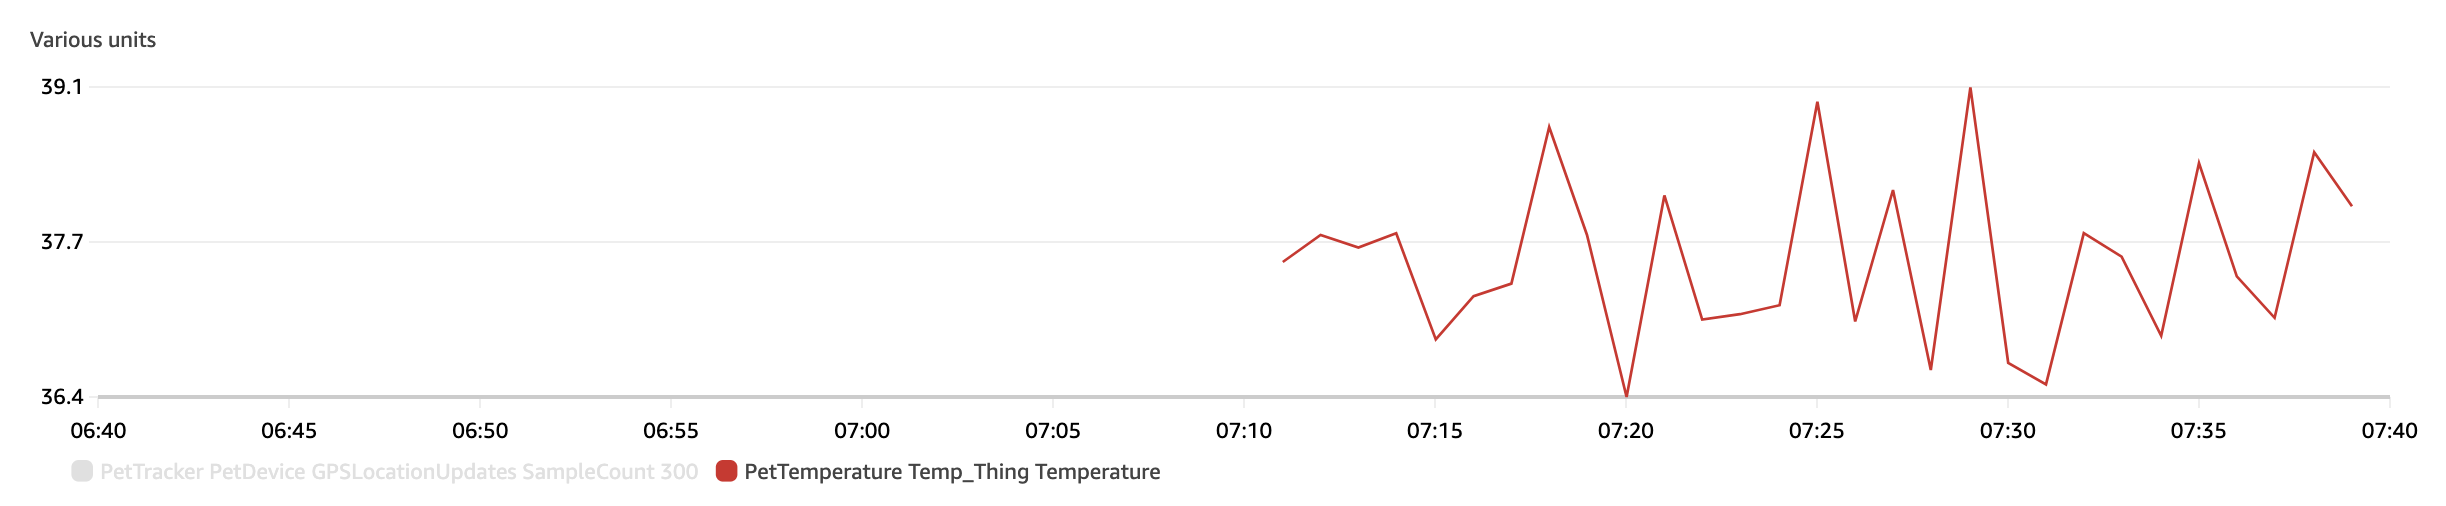 Various units
39.1
37.7
36.4
06:40 06:45 06:50 06:55 07:00 07:05 07:10 07:15 07:20 07:25 07:30 07:35 07:40
PetTracker PetDevice GPSLocationUpdates SampleCount 300 PetTemperature Temp_Thing Temperature